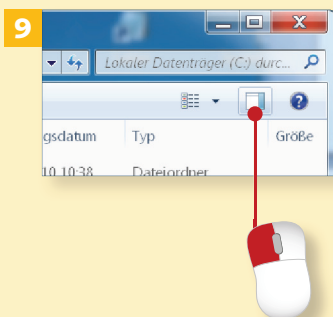 9
Lokaler Datenträger (C:) durc...
gsdatum Typ Größe
10 10:38 Dateiordner